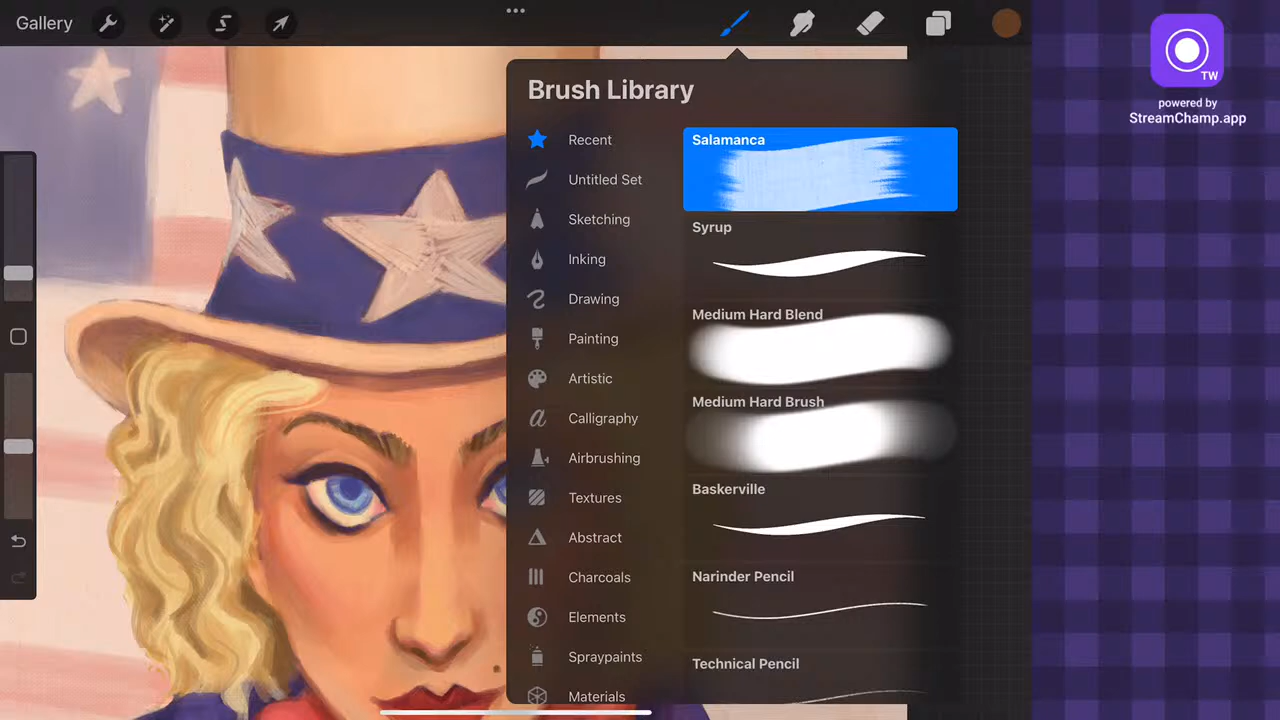 Gallery
Brush Library
Recent
Untitled Set
Sketching
Inking
Drawing
Painting
Artistic
Calligraphy
Airbrushing
Textures
Abstract
Charcoals
Elements
Spraypaints
Materials
Salamanca
Syrup
Medium Hard Blend
Medium Hard Brush
Baskerville
Narinder Pencil
Technical Pencil
TW
powered by
StreamChamp.app